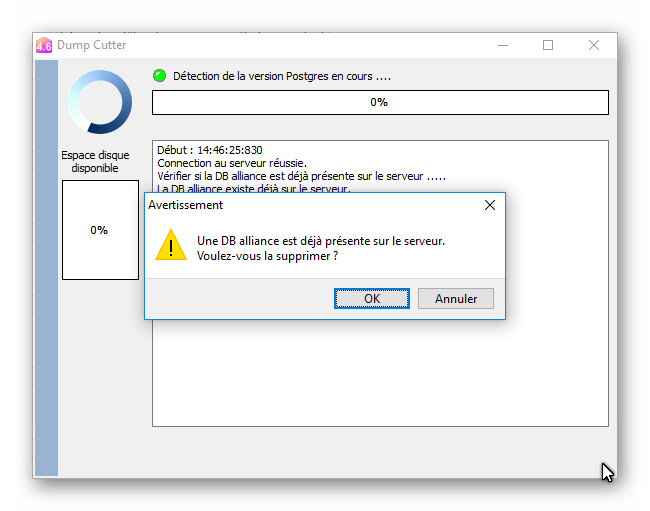 4.6 Dump Cutter
Détection de la version Postgres en cours ....
0%
Espace disque
disponible
0%
Début : 14:46:25:830
Connection au serveur réussie.
Vérifier si la DB alliance est déjà présente sur le serveur .....
La DB alliance existe déjà sur le serveur.
Avertissement
Une DB alliance est déjà présente sur le serveur.
Voulez-vous la supprimer ?
OK
Annuler